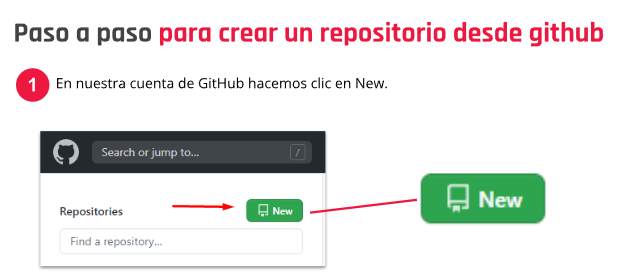 Paso a paso para crear un repositorio desde github
1 En nuestra cuenta de GitHub hacemos clic en New.
Search or jump to... /
Repositories New
New
Find a repository...